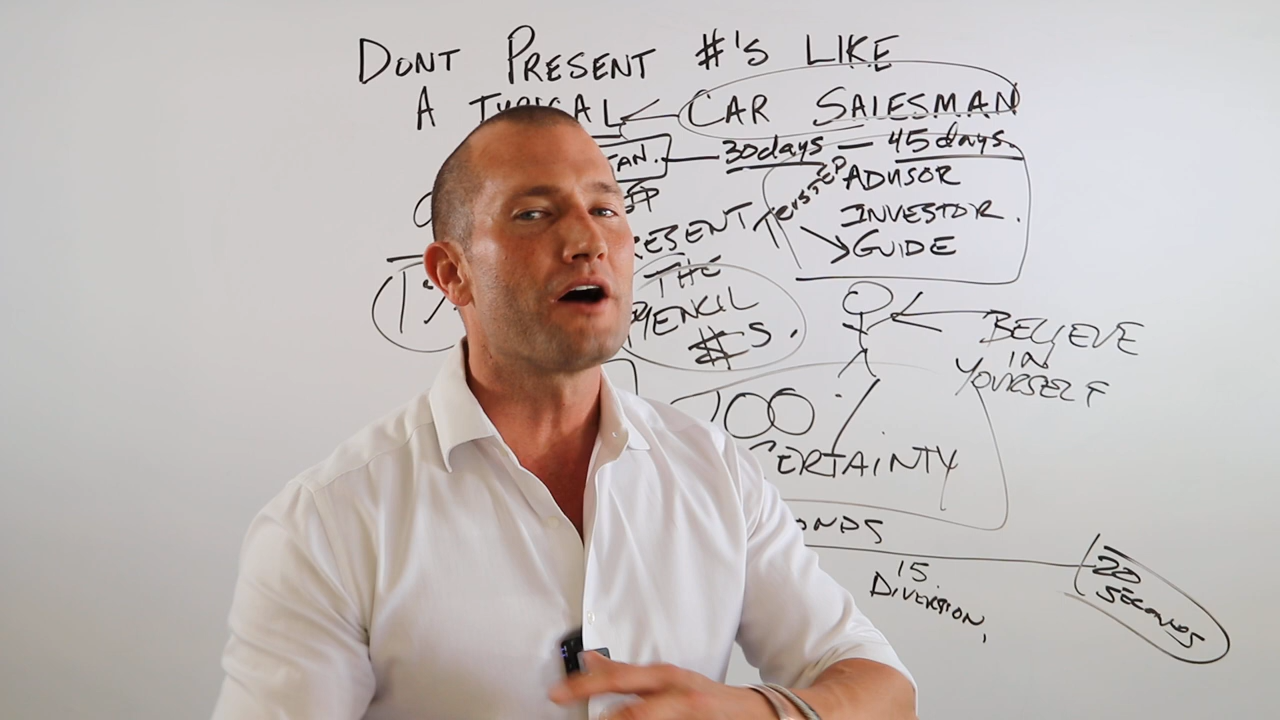 DONT PRESENT #'S LIKE
A TYPICAL CAR SALESMAN
30days — 45days
ADVISOR
INVESTOR.
GUIDE
THE
PENCIL
#S.
BELIEVE
IN
YOURSELF
100
CERTAINTY
15
DIVERSION,
20
SECONDS